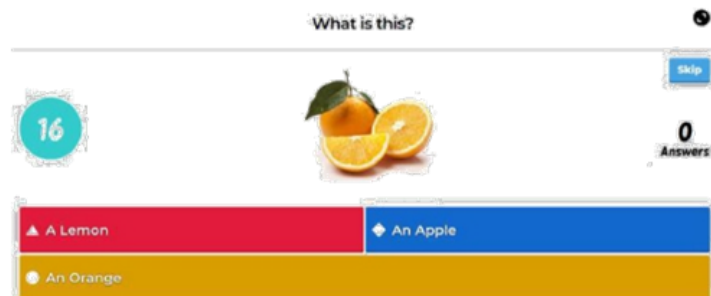 What is this?
Skip
16
0
Answers
A Lemon
An Apple
An Orange